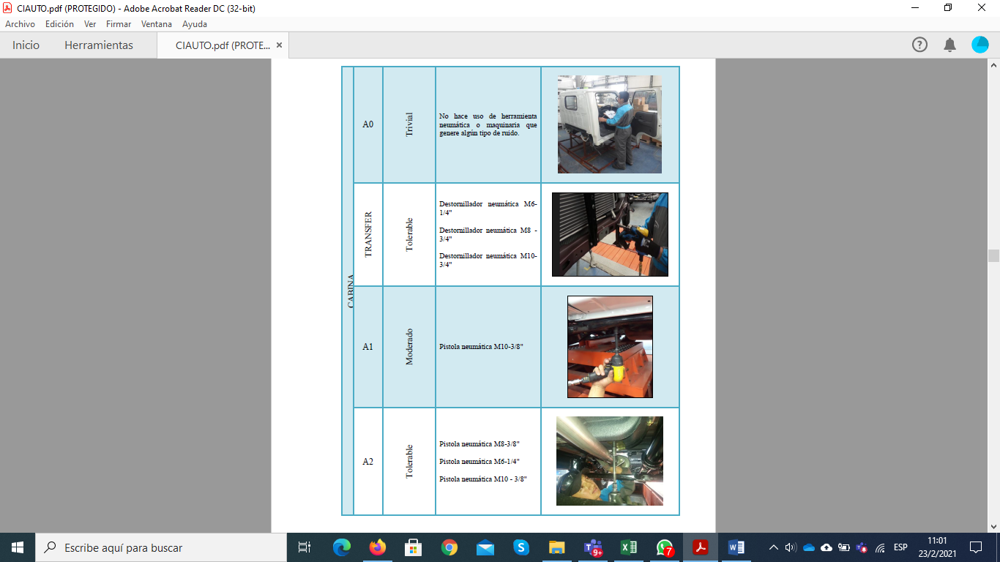 CIAUTO.pdf (PROTEGIDO) - Adobe Acrobat Reader DC (32-bit)
Archivo Edición Ver Firmar Ventana Ayuda
Inicio Herramientas CIAUTO.pdf (PROTE... ×
CABINA
A0
Trivial
No hace uso de herramienta
neumática o maquinaria que
genere algún tipo de ruido.
TRANSFER
Tolerable
Destornillador neumática M6-
1/4"
Destornillador neumática M8 -
3/4"
Destornillador neumática M10-
3/4"
A1
Moderado
Pistola neumática M10-3/8"
A2
Tolerable
Pistola neumática M8-3/8"
Pistola neumática M6-1/4"
Pistola neumática M10 - 3/8"
Escribe aquí para buscar
9+
7
ESP
11:01
23/2/2021